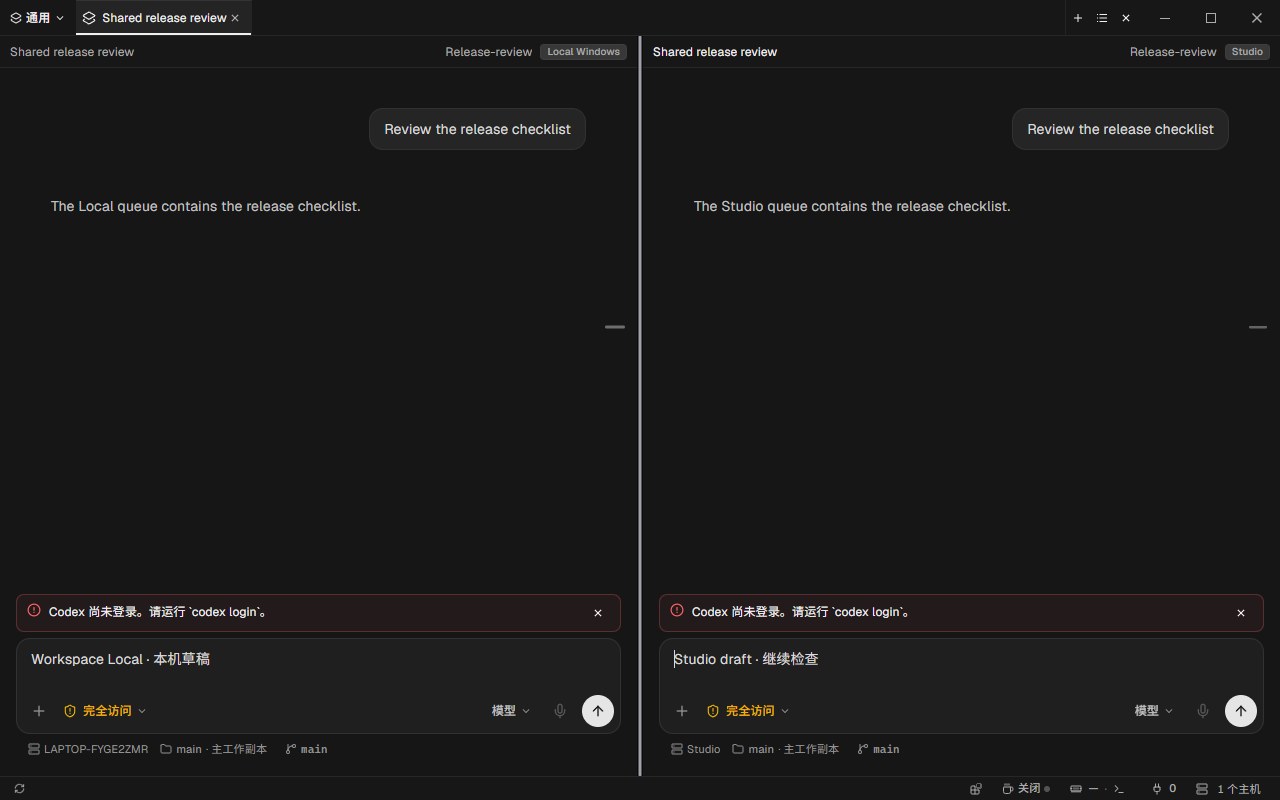 通用
Shared release review
Shared release review
Release-review
Local Windows
Review the release checklist
The Local queue contains the release checklist.
Codex 尚未登录。请运行 `codex login`。
Workspace Local · 本机草稿
完全访问
模型
LAPTOP-FYGE2ZMR
main · 主工作副本
main
Shared release review
Release-review
Studio
Review the release checklist
The Studio queue contains the release checklist.
Codex 尚未登录。请运行 `codex login`。
Studio draft · 继续检查
完全访问
模型
Studio
main · 主工作副本
main
关闭
— ·
0
1 个主机